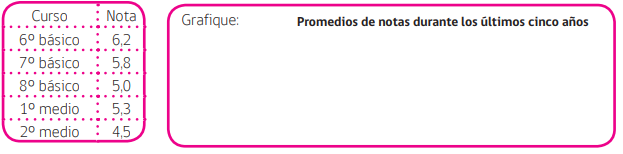 Curso Nota
6º básico 6,2
7º básico 5,8
8º básico 5,0
1º medio 5,3
2º medio 4,5
Grafique: Promedios de notas durante los últimos cinco años